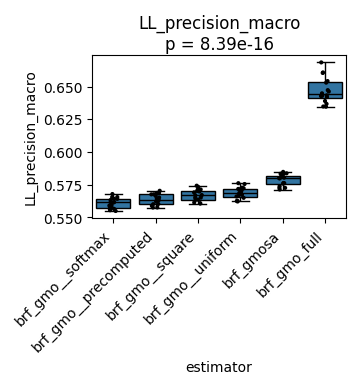 LL_precision_macro
p = 8.39e-16
LL_precision_macro
0.650
0.625
0.600
0.575
0.550
brf_gmo__softmax
brf_gmo__precomputed
brf_gmo__square
brf_gmo__uniform
brf_gmosa
brf_gmo_full
estimator